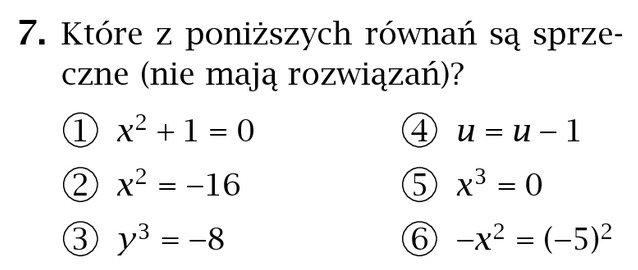 7. Które z poniższych równań są sprze-
czne (nie mają rozwiązań)?
① x² + 1 = 0
② x² = −16
③ y³ = −8
④ u = u − 1
⑤ x³ = 0
⑥ −x² = (−5)²